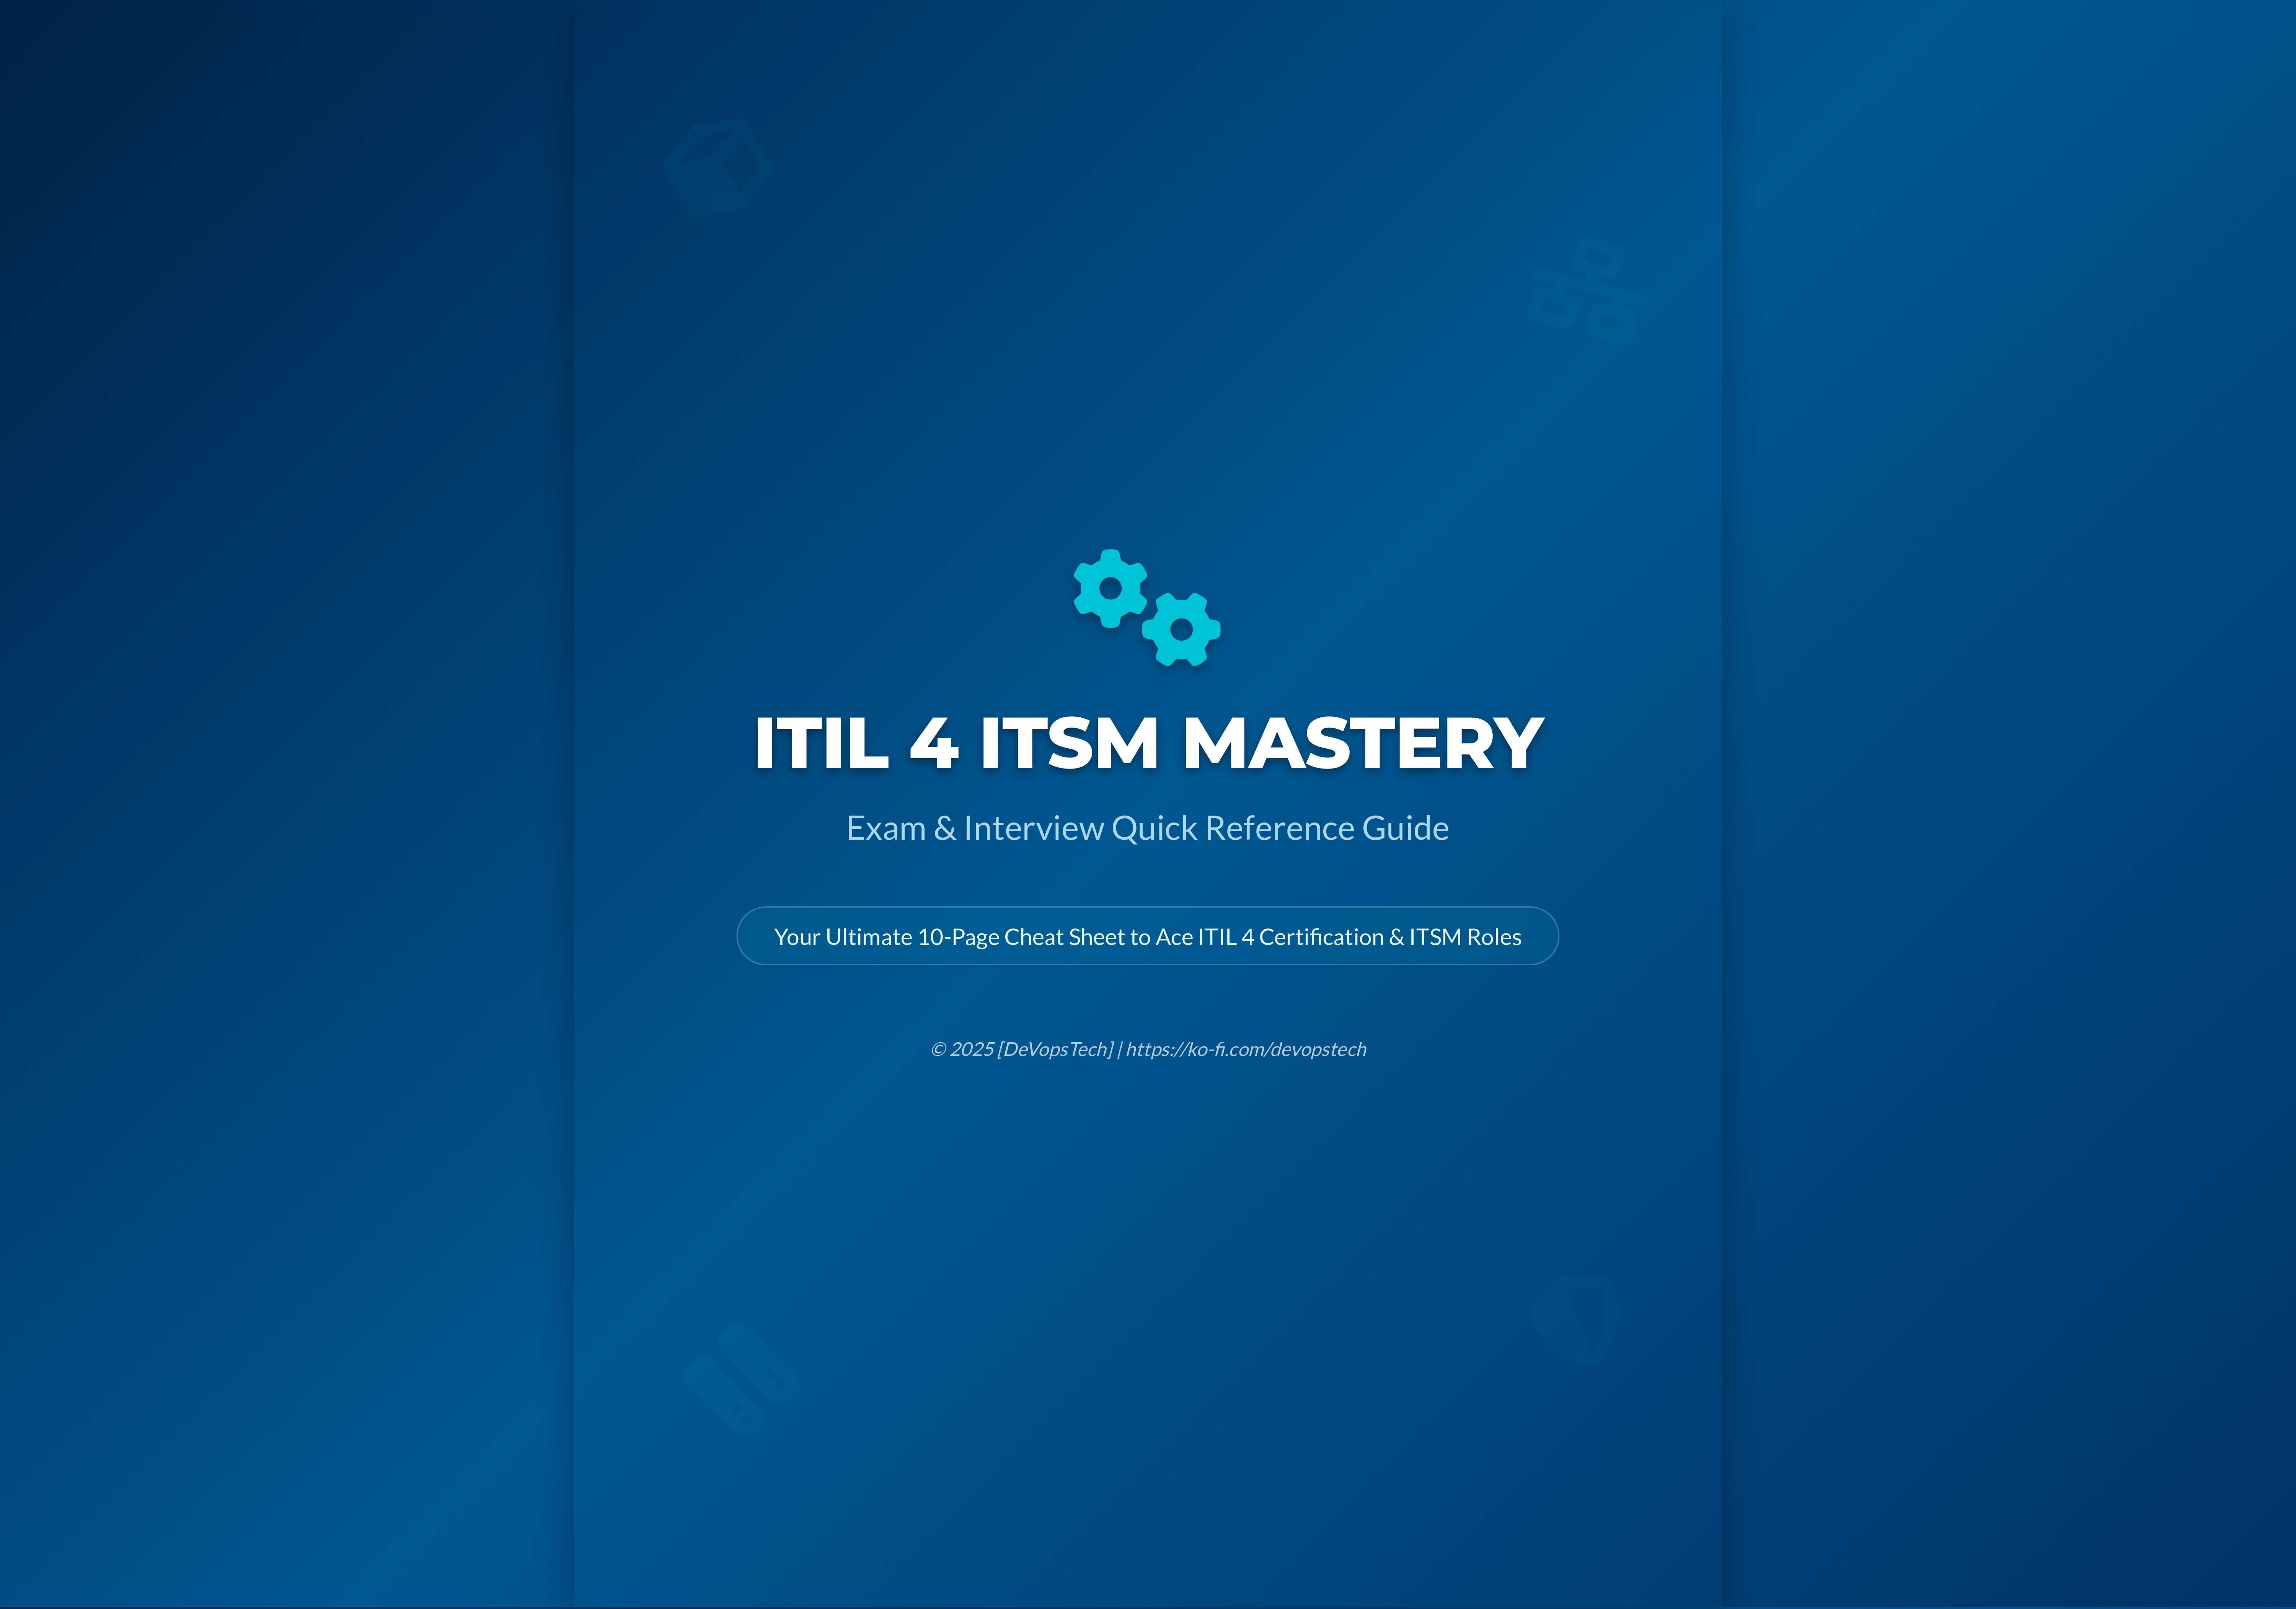 ITIL 4 ITSM MASTERY
Exam & Interview Quick Reference Guide
Your Ultimate 10-Page Cheat Sheet to Ace ITIL 4 Certification & ITSM Roles
© 2025 [DeVopsTech] | https://ko-fi.com/devopstech